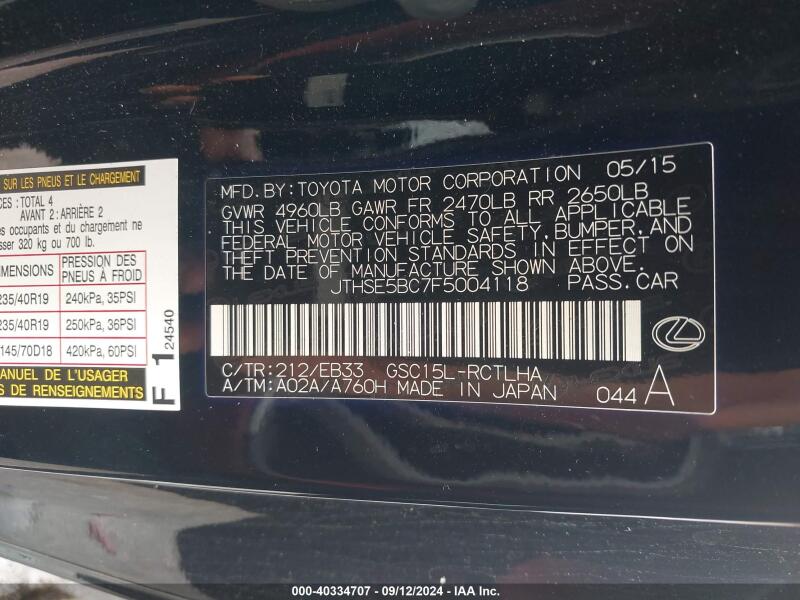 SUR LES PNEUS ET LE CHARGEMENT
CES: TOTAL 4
AVANT 2: ARRIÈRE 2
es occupants et du chargement ne
sser 320 kg ou 700 lb.
IMENSIONS PRESSION DES PNEUS À FROID
235/40R19 240kPa, 35PSI
235/40R19 250kPa, 36PSI
145/70D18 420kPa, 60PSI
ANUEL DE L'USAGER
S DE RENSEIGNEMENTS
F 1 24540
MFD.BY:TOYOTA MOTOR CORPORATION 05/15
GVWR 4960LB GAWR FR 2470LB RR 2650LB
THIS VEHICLE CONFORMS TO ALL APPLICABLE
FEDERAL MOTOR VEHICLE SAFETY,BUMPER,AND
THEFT PREVENTION STANDARDS IN EFFECT ON
THE DATE OF MANUFACTURE SHOWN ABOVE.
JTHSE5BC7F5004118 PASS.CAR
C/TR:212/EB33 GSC15L-RCTLHA
A/TM:A02A/A760H MADE IN JAPAN 044 A
000-40334707 - 09/12/2024 - IAA Inc.